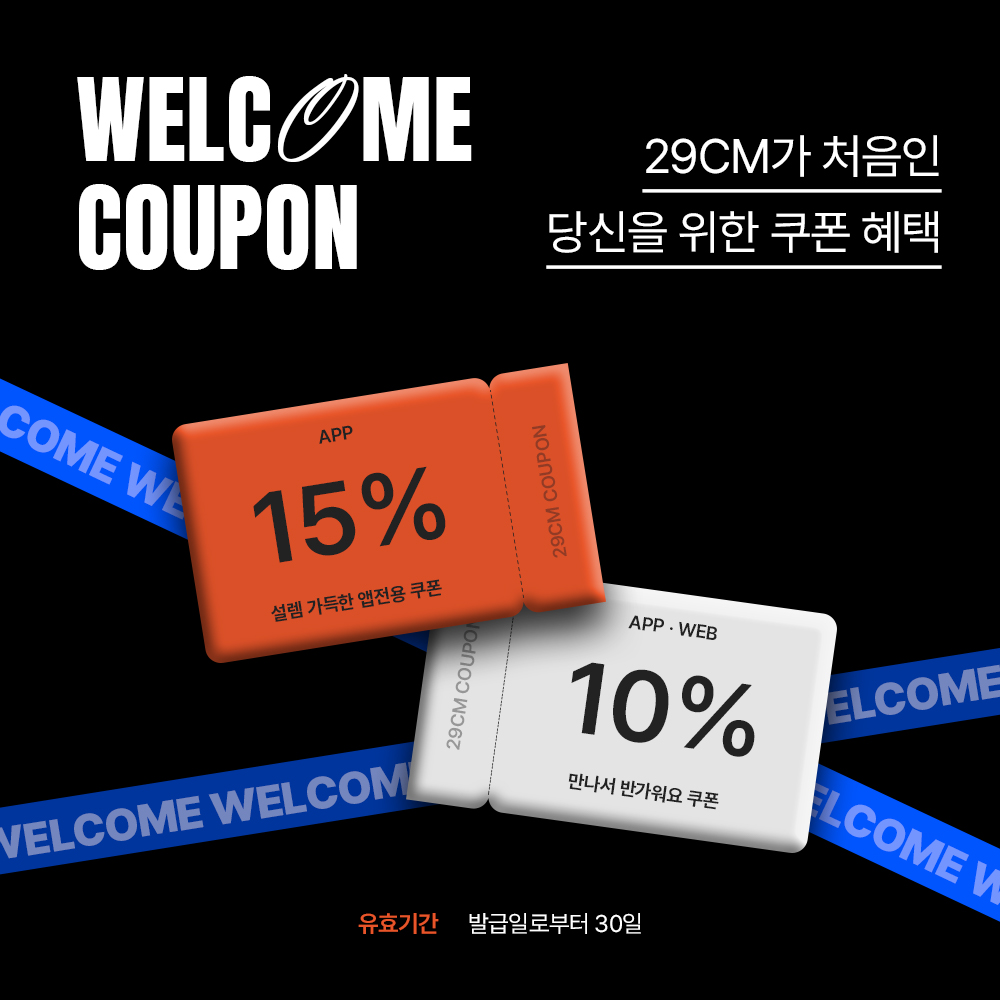 WELCOME
COUPON
29CM가 처음인
당신을 위한 쿠폰 혜택
COME WE
APP
15%
설렘 가득한 앱전용 쿠폰
29CM COUPON
29CM COUPON
APP · WEB
10%
만나서 반가워요 쿠폰
WELCOME
WELCOME WELCOME
ELCOME W
유효기간 발급일로부터 30일